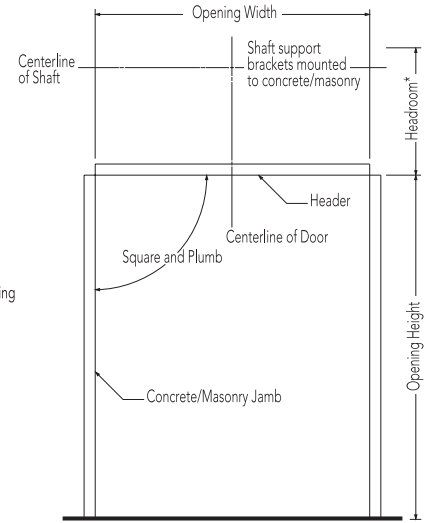 Opening Width
Centerline
of Shaft
Shaft support
brackets mounted
to concrete/masonry
Headroom*
Header
Centerline of Door
Square and Plumb
Opening Height
Concrete/Masonry Jamb